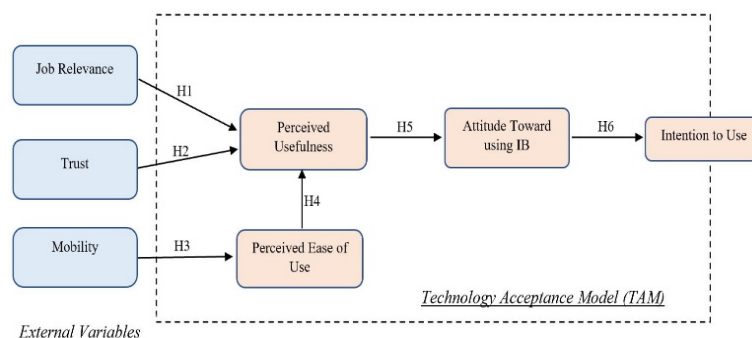 Job Relevance
H1
Trust
H2
Mobility
H3
Perceived
Usefulness
H4
Perceived Ease of
Use
H5
Attitude Toward
using IB
H6
Intention to Use
Technology Acceptance Model (TAM)
External Variables